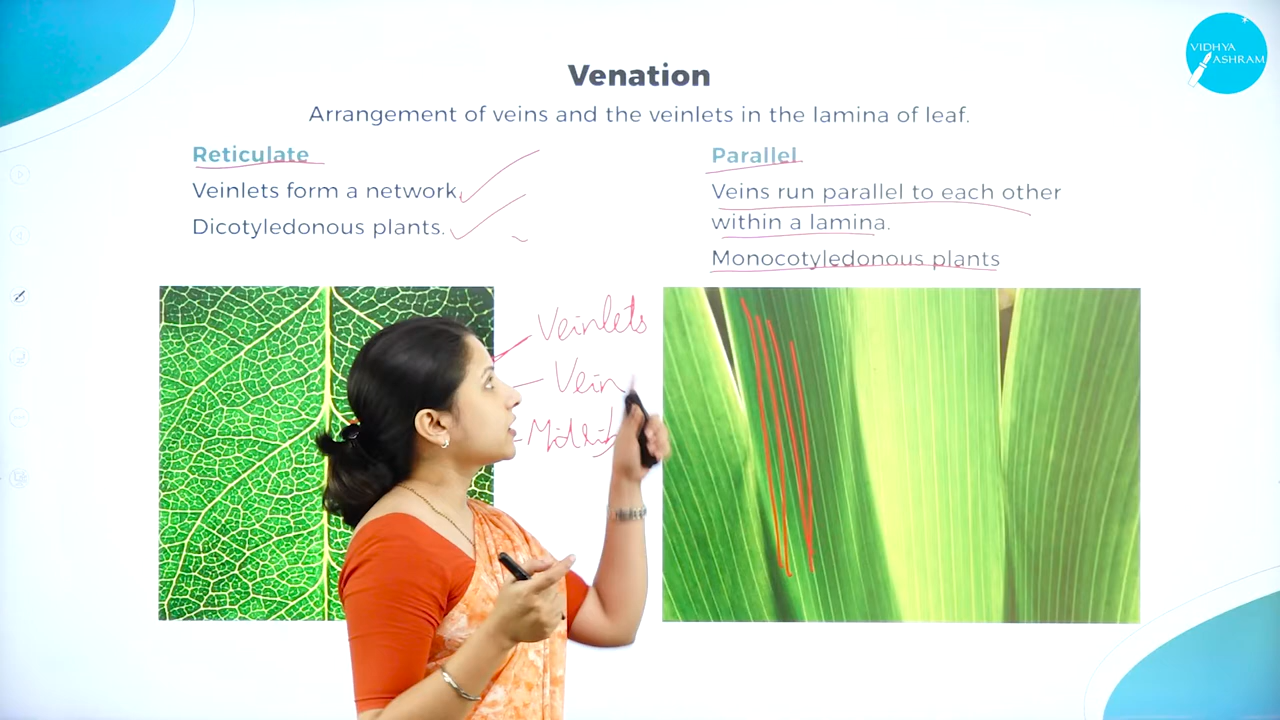 VIDHYA
ASHRAM
Venation
Arrangement of veins and the veinlets in the lamina of leaf.
Reticulate
Veinlets form a network
Dicotyledonous plants.
Parallel
Veins run parallel to each other
within a lamina.
Monocotyledonous plants
Veinlets
Vein
Midrib